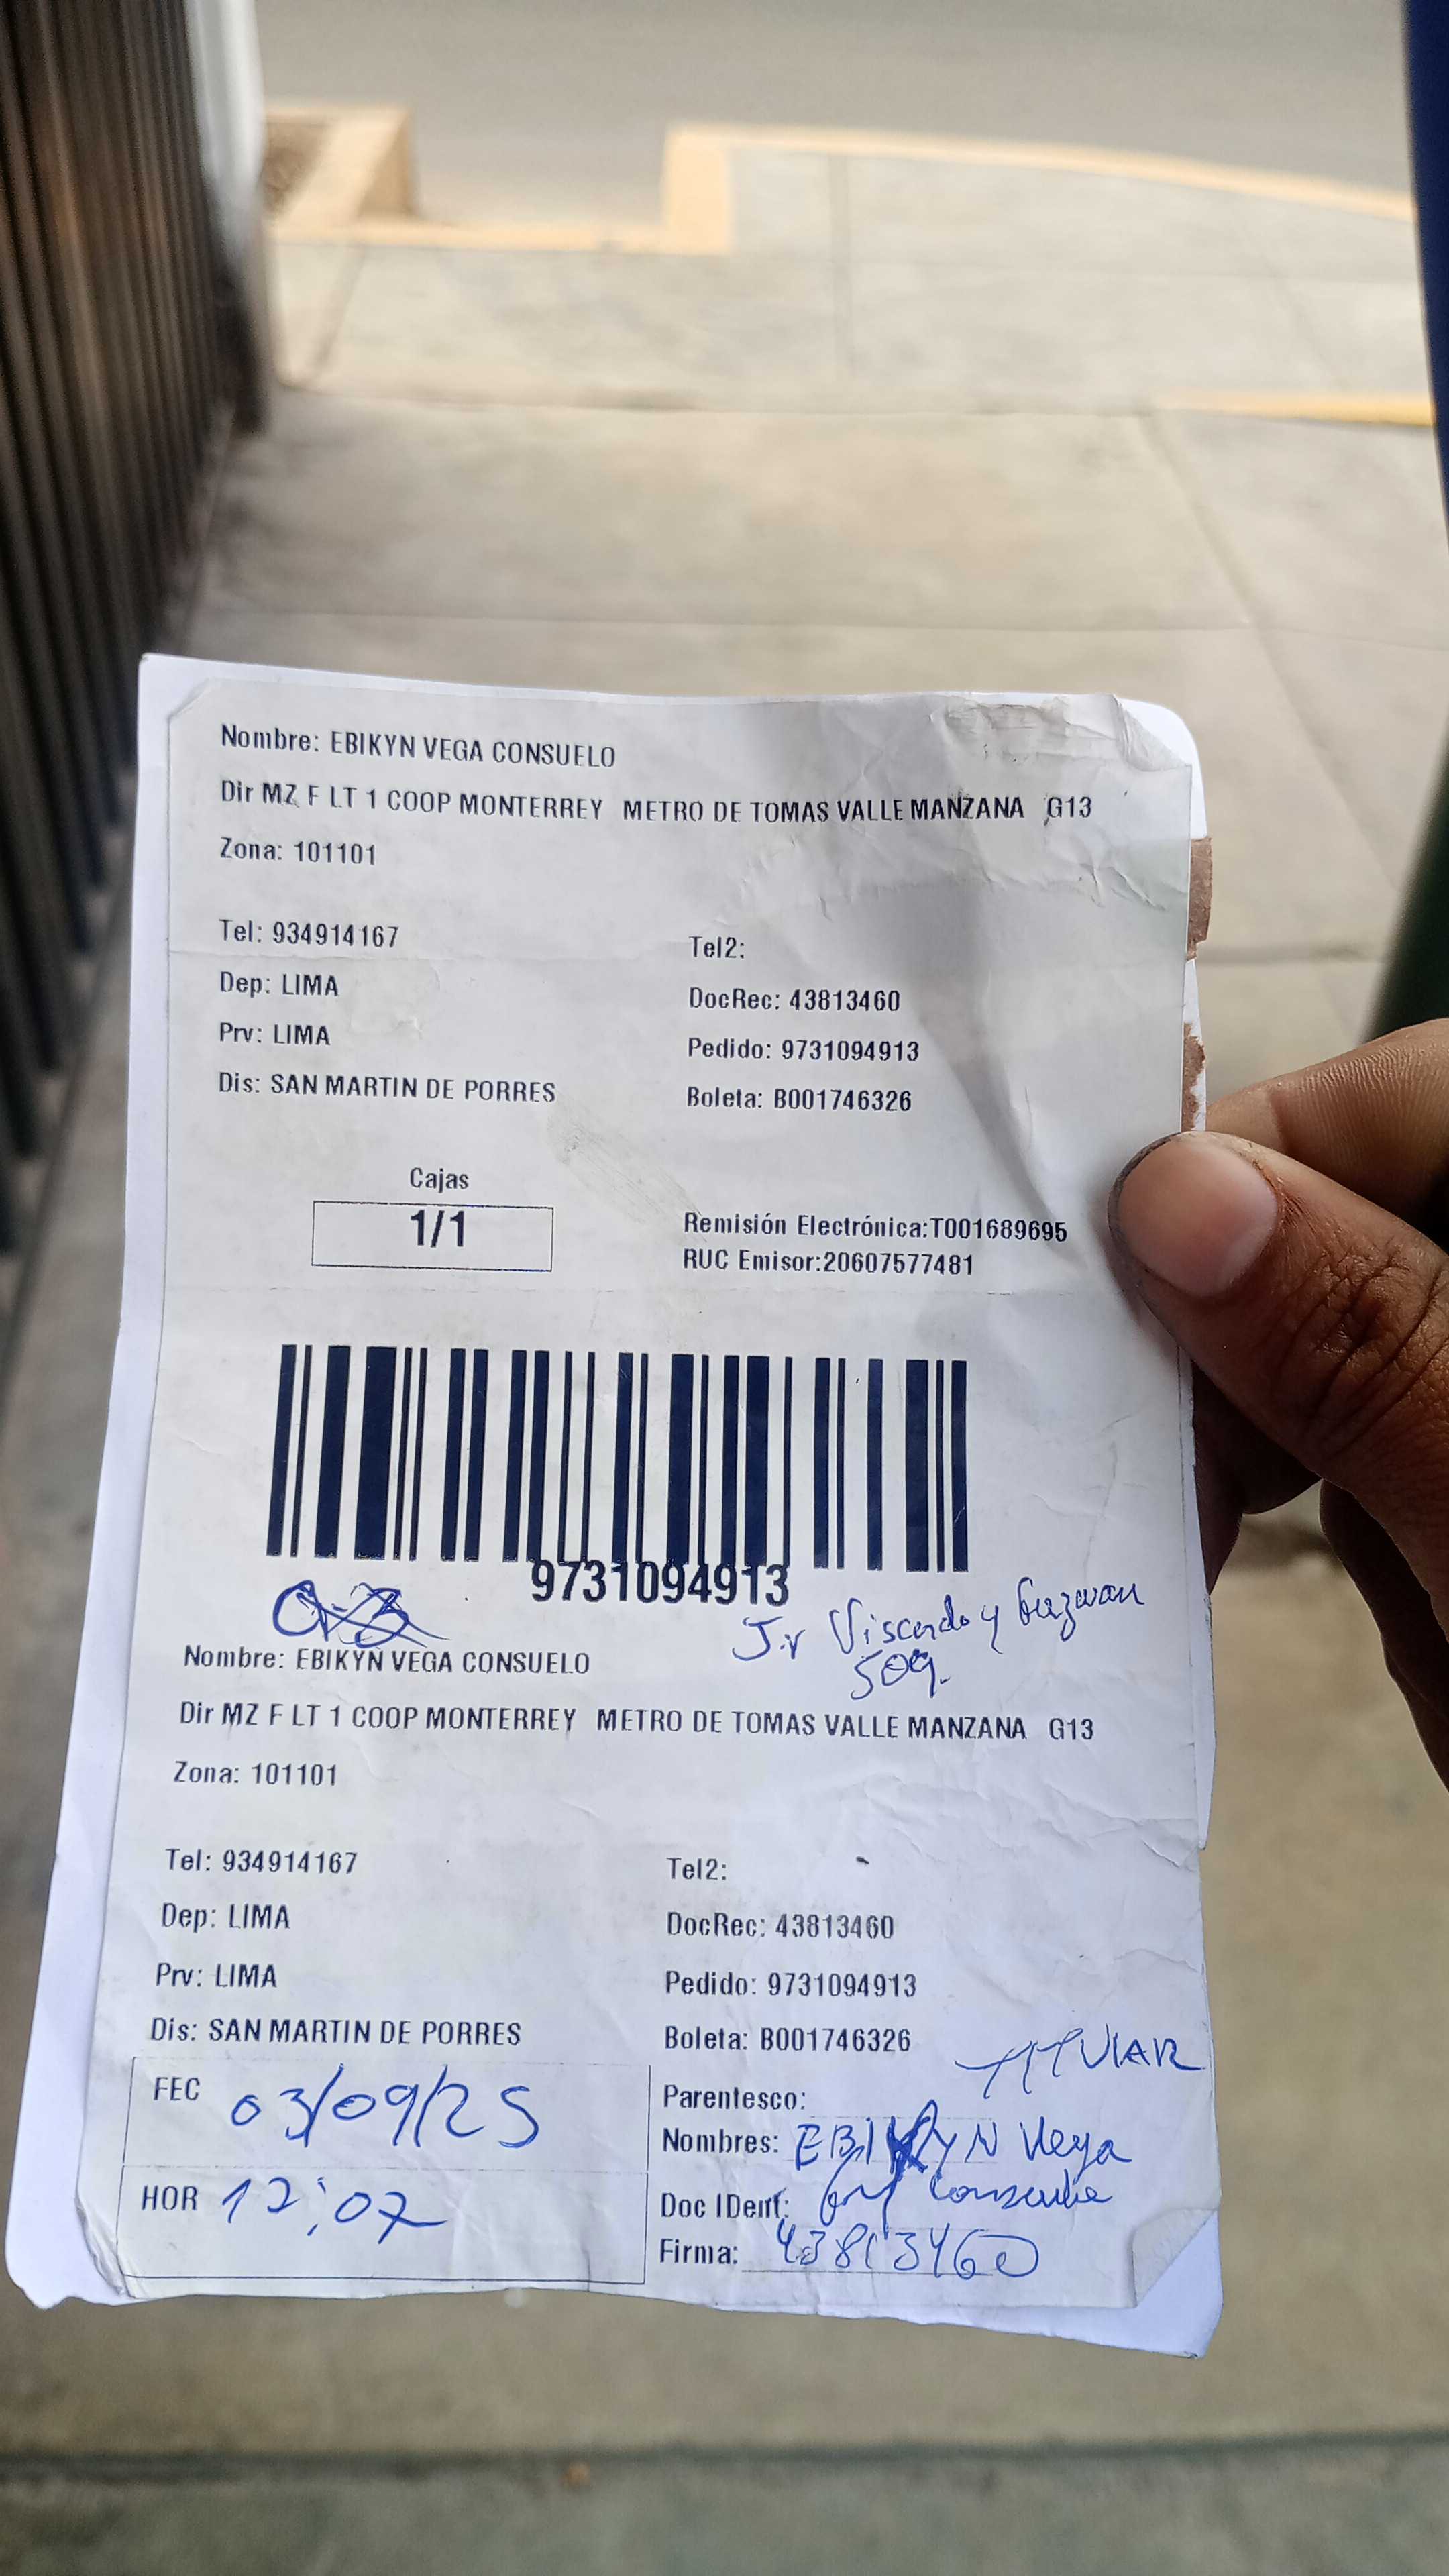 Nombre: EBIKYN VEGA CONSUELO
Dir MZ F LT 1 COOP MONTERREY METRO DE TOMAS VALLE MANZANA G13
Zona: 101101
Tel: 934914167
Tel2:
Dep: LIMA
DocRec: 43813460
Prv: LIMA
Pedido: 9731094913
Dis: SAN MARTIN DE PORRES
Boleta: B001746326
Cajas
1/1
Remisión Electrónica:T001689695
RUC Emisor:20607577481
9731094913
J.r Viscardo y Guzman
509.
Nombre: EBIKYN VEGA CONSUELO
Dir MZ F LT 1 COOP MONTERREY METRO DE TOMAS VALLE MANZANA G13
Zona: 101101
Tel: 934914167
Tel2:
Dep: LIMA
DocRec: 43813460
Prv: LIMA
Pedido: 9731094913
Dis: SAN MARTIN DE PORRES
Boleta: B001746326
TITULAR
FEC 03/09/25
Parentesco:
Nombres: EBIKYN Vega
HOR 12:07
Doc IDent:
Firma: 43813460